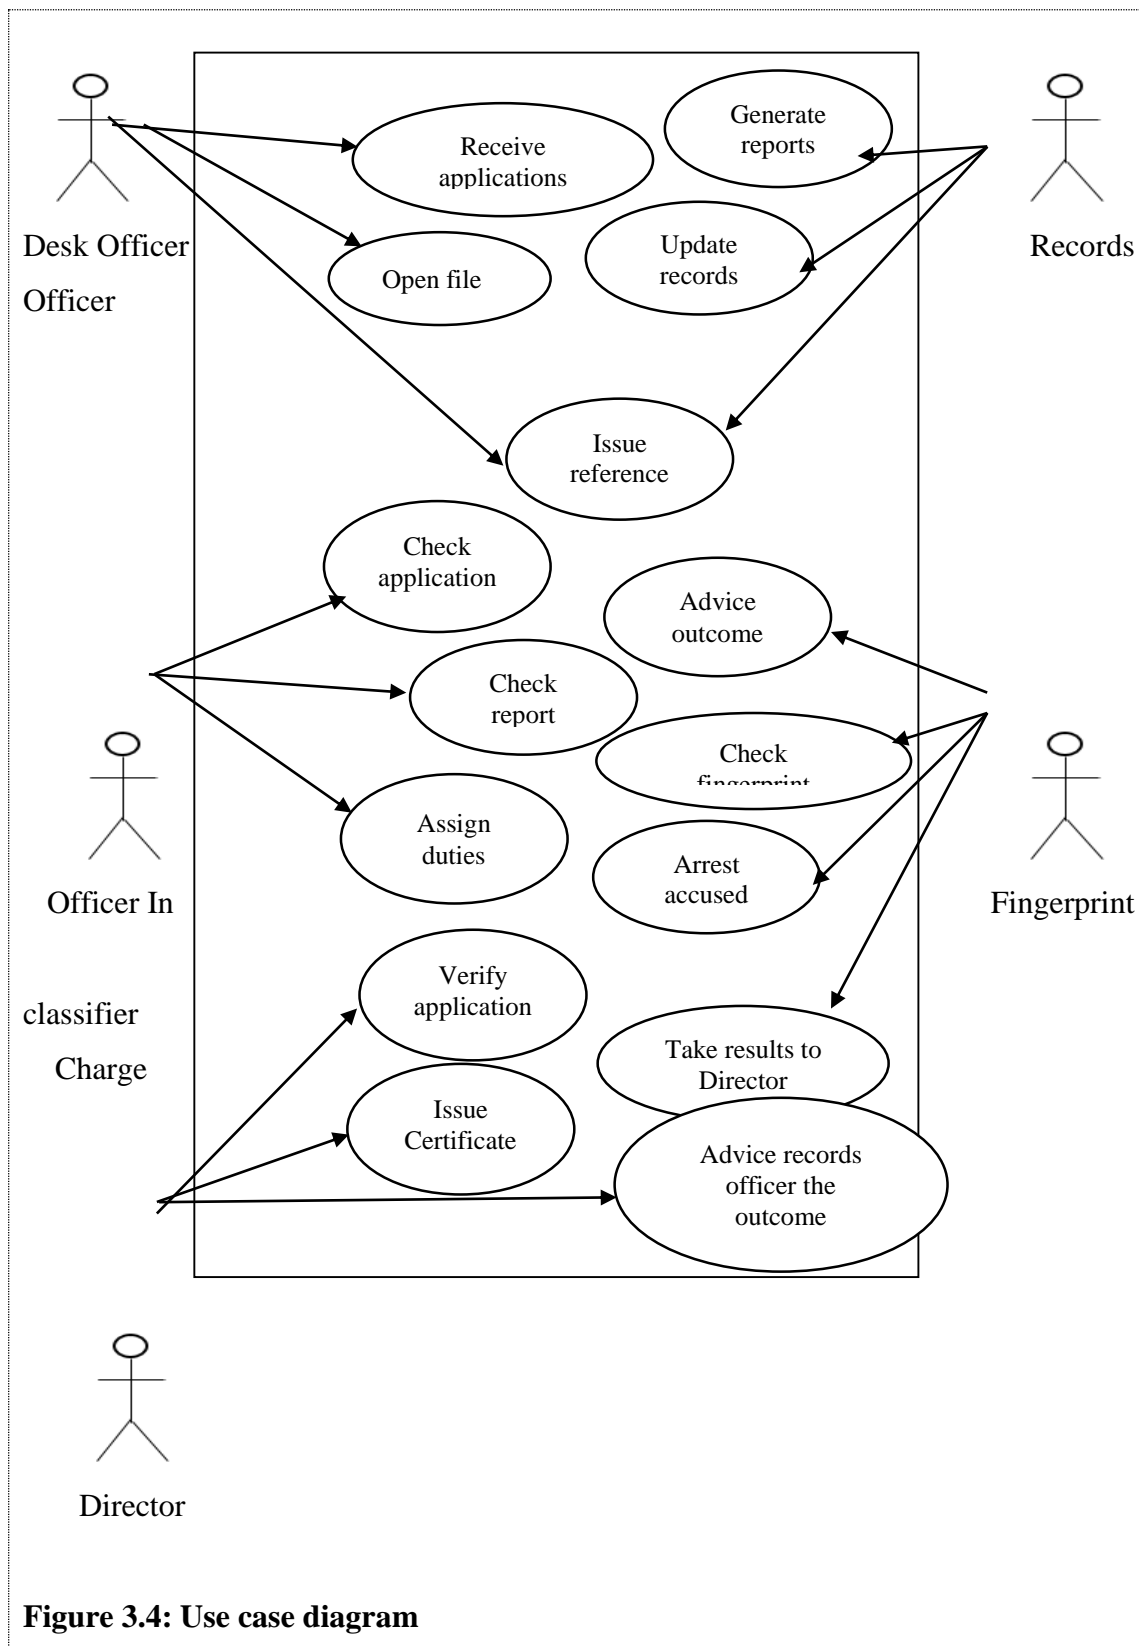 Receive
applications
Generate
reports
Desk Officer
Records
Officer
Open file
Update
records
Issue
reference
Check
application
Advice
outcome
Check
report
Check
fingerprint
Assign
duties
Arrest
accused
Officer In
Fingerprint
classifier
Charge
Verify
application
Take results to
Director
Issue
Certificate
Advice records
officer the
outcome
Director
Figure 3.4: Use case diagram